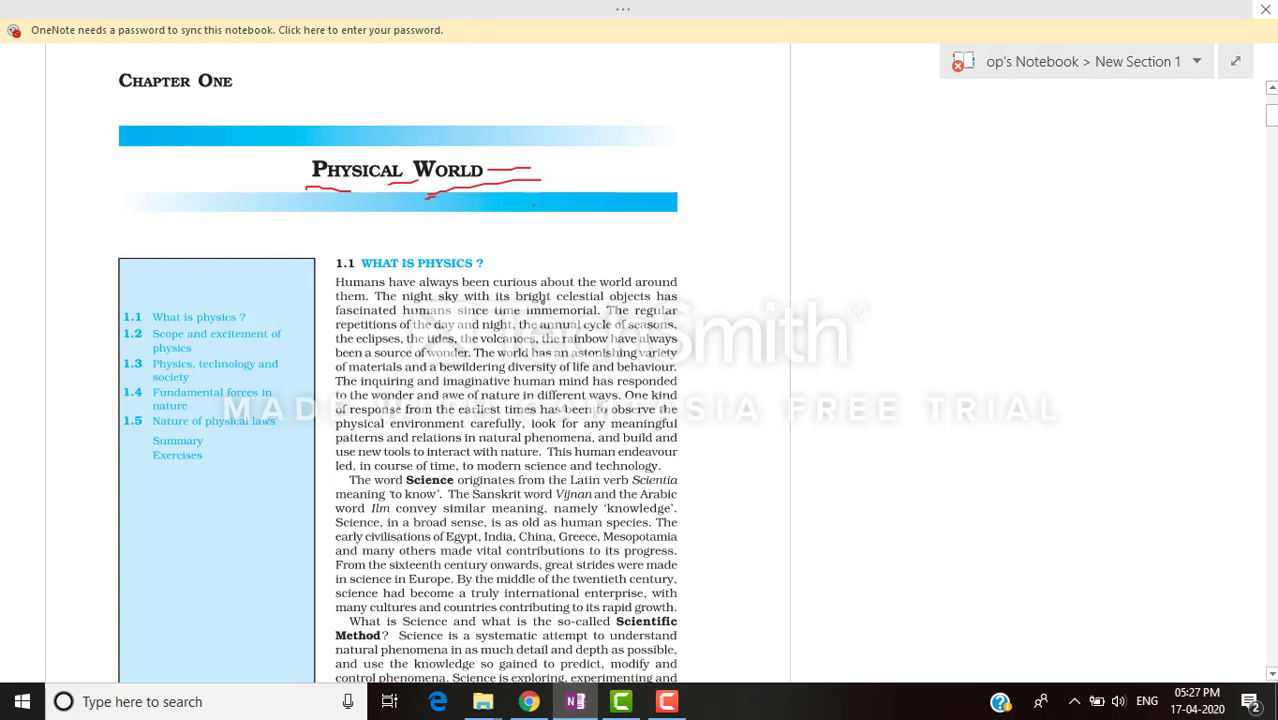 OneNote needs a password to sync this notebook. Click here to enter your password.
op's Notebook > New Section 1
CHAPTER ONE
PHYSICAL WORLD
1.1 What is physics ?
1.2 Scope and excitement of
physics
1.3 Physics, technology and
society
1.4 Fundamental forces in
nature
1.5 Nature of physical laws
Summary
Exercises
1.1 WHAT IS PHYSICS ?
Humans have always been curious about the world around
them. The night sky with its bright celestial objects has
fascinated humans since time immemorial. The regular
repetitions of the day and night, the annual cycle of seasons,
the eclipses, the tides, the volcanoes, the rainbow have always
been a source of wonder. The world has an astonishing variety
of materials and a bewildering diversity of life and behaviour.
The inquiring and imaginative human mind has responded
to the wonder and awe of nature in different ways. One kind
of response from the earliest times has been to observe the
physical environment carefully, look for any meaningful
patterns and relations in natural phenomena, and build and
use new tools to interact with nature. This human endeavour
led, in course of time, to modern science and technology.
The word Science originates from the Latin verb Scientia
meaning ‘to know’. The Sanskrit word Vijnan and the Arabic
word Ilm convey similar meaning, namely ‘knowledge’.
Science, in a broad sense, is as old as human species. The
early civilisations of Egypt, India, China, Greece, Mesopotamia
and many others made vital contributions to its progress.
From the sixteenth century onwards, great strides were made
in science in Europe. By the middle of the twentieth century,
science had become a truly international enterprise, with
many cultures and countries contributing to its rapid growth.
What is Science and what is the so-called Scientific
Method? Science is a systematic attempt to understand
natural phenomena in as much detail and depth as possible,
and use the knowledge so gained to predict, modify and
control phenomena. Science is exploring, experimenting and
TechSmith®
MADE WITH CAMTASIA FREE TRIAL
Type here to search
ENG
05:27 PM
17-04-2020
2